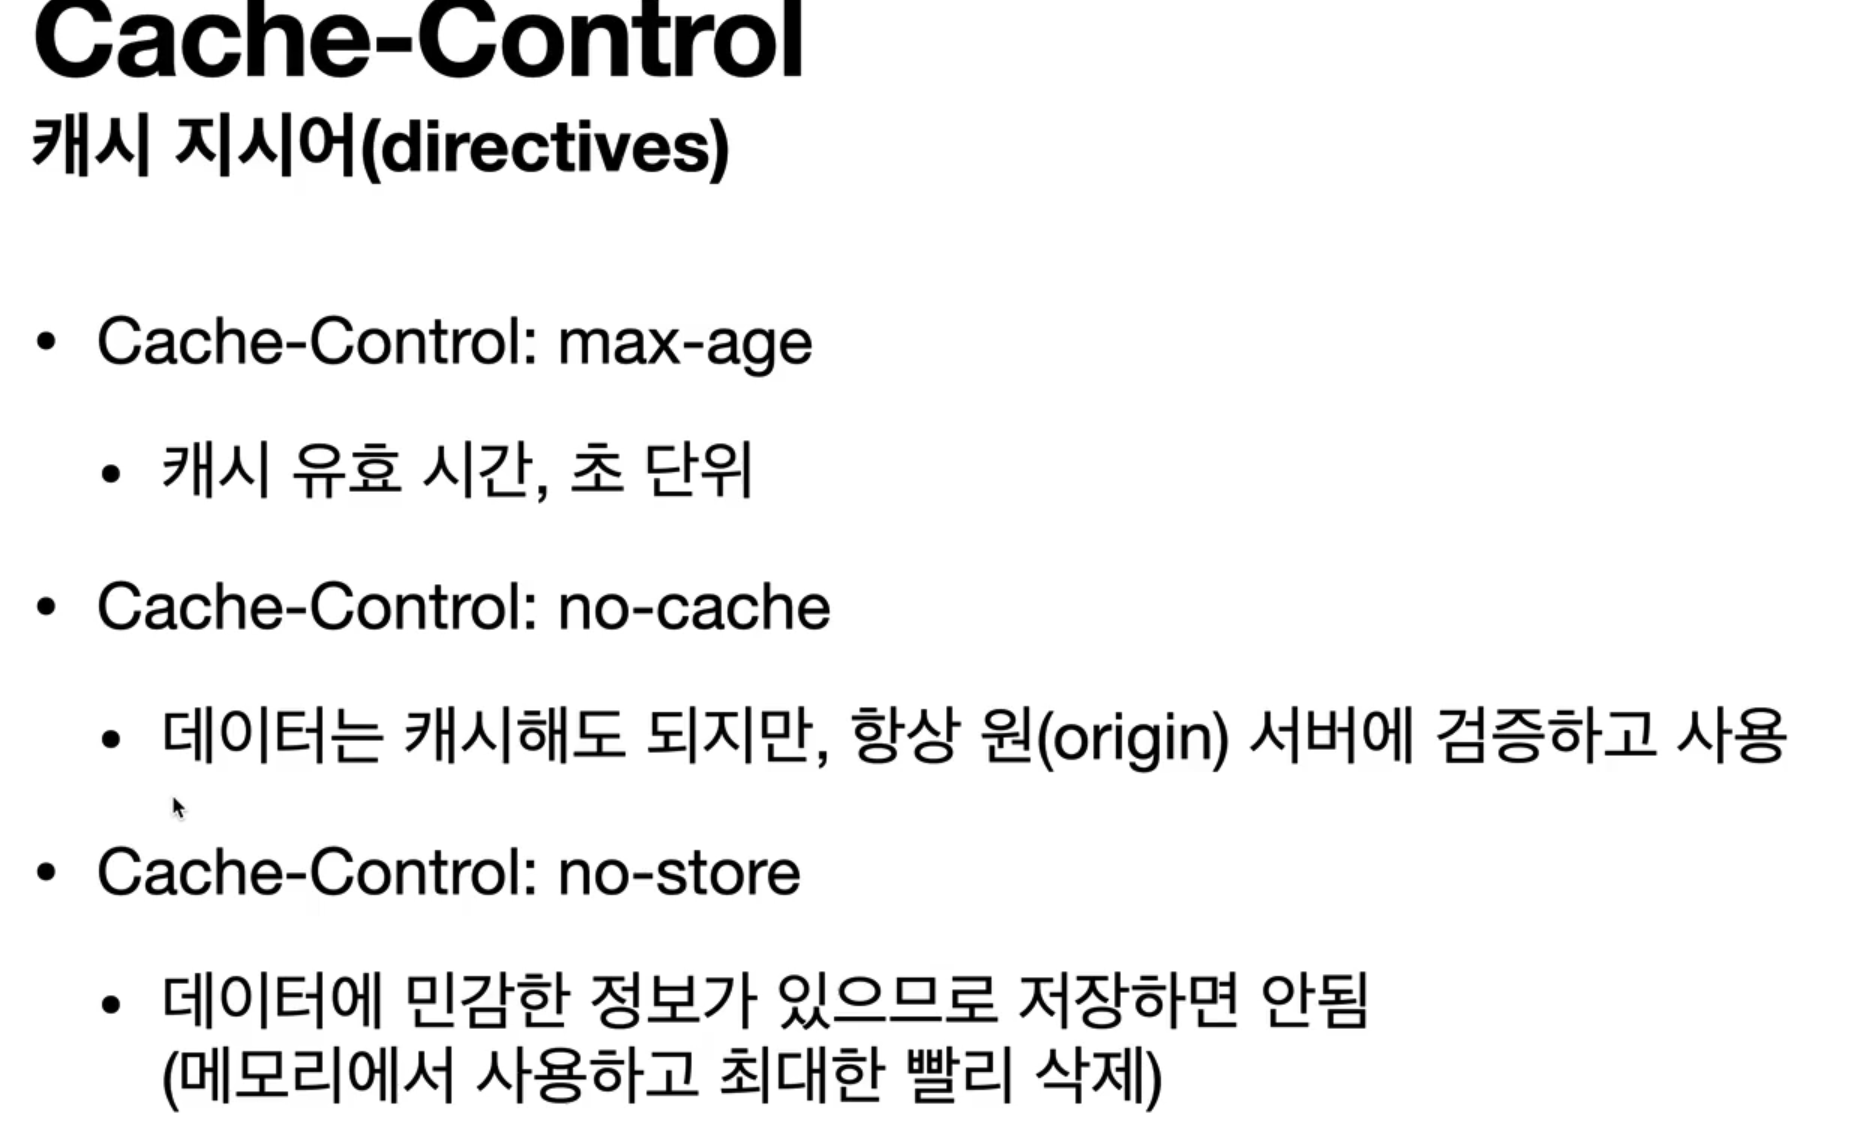 Cache-Control
캐시 지시어(directives)
• Cache-Control: max-age
• 캐시 유효 시간, 초 단위
• Cache-Control: no-cache
• 데이터는 캐시해도 되지만, 항상 원(origin) 서버에 검증하고 사용
• Cache-Control: no-store
• 데이터에 민감한 정보가 있으므로 저장하면 안됨
(메모리에서 사용하고 최대한 빨리 삭제)